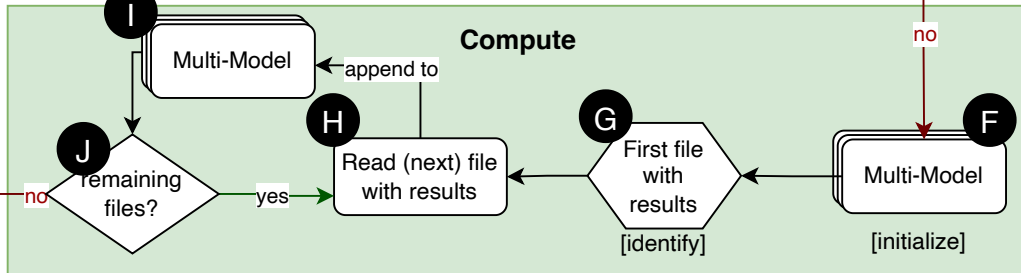 I
Compute
no
Multi-Model
append to
H
G
F
J
Read (next) file
with results
First file
with
results
Multi-Model
remaining
files?
no
yes
[identify]
[initialize]